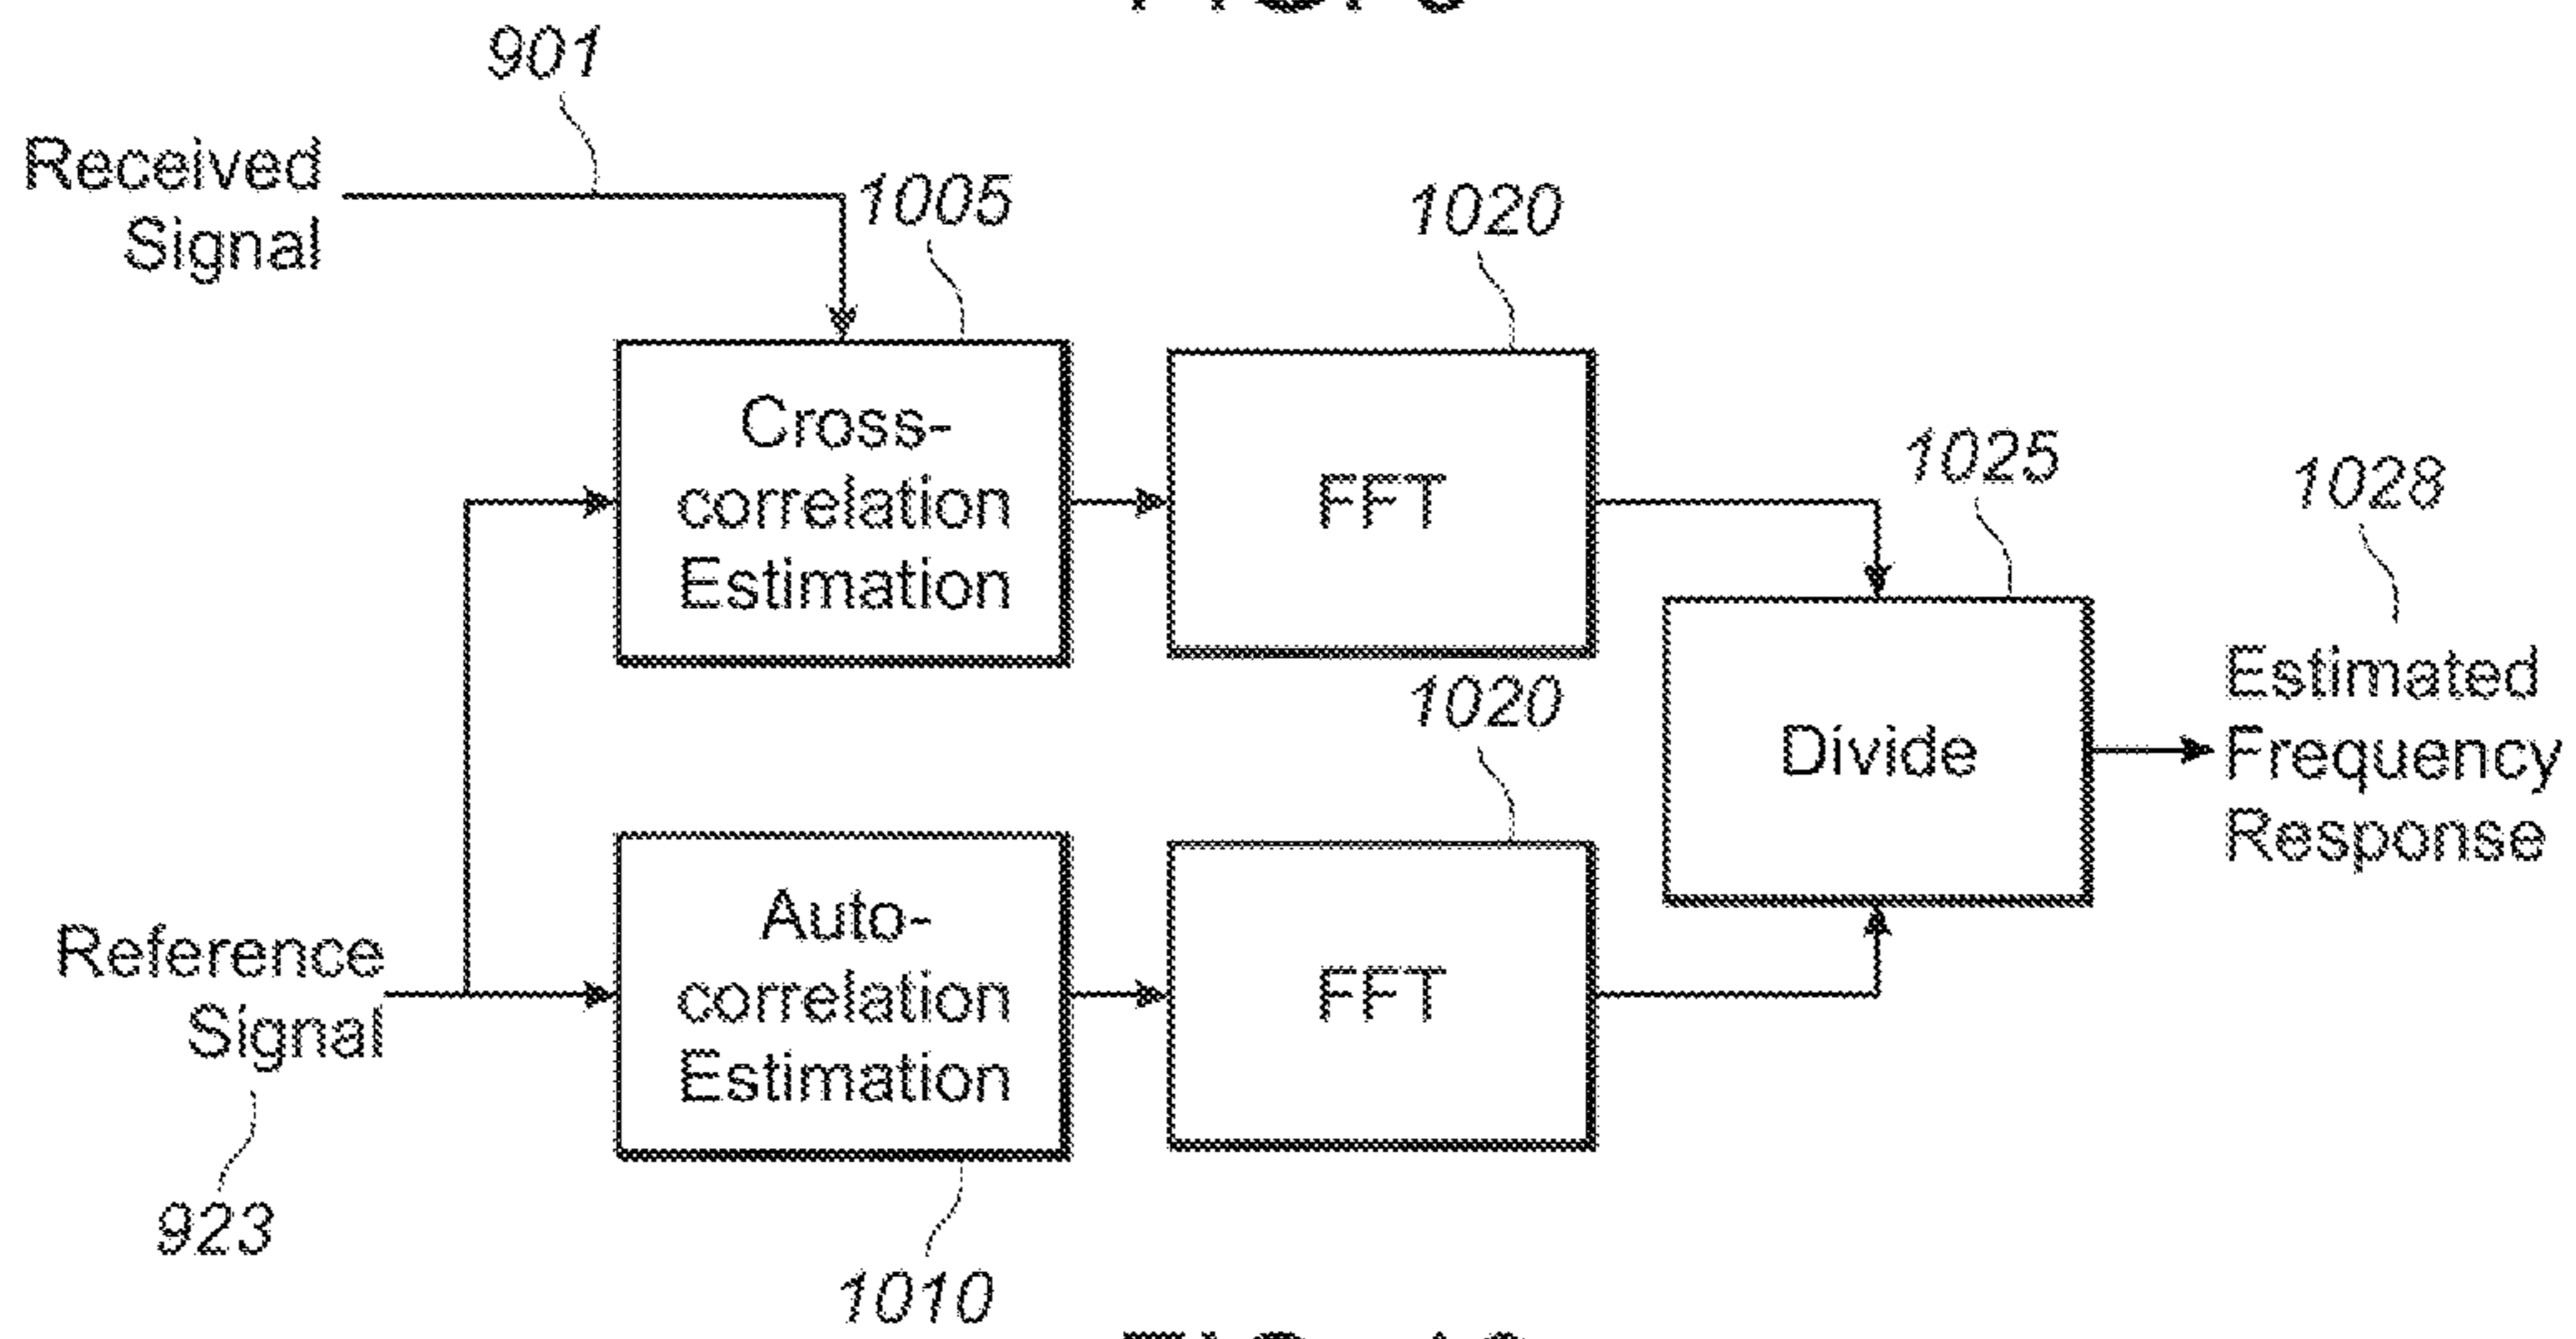 901
Received
Signal
1005
1020
Cross-
correlation
Estimation
FFT
1025
1028
Divide
Estimated
Frequency
Response
1020
Reference
Signal
Auto-
correlation
Estimation
FFT
923
1010